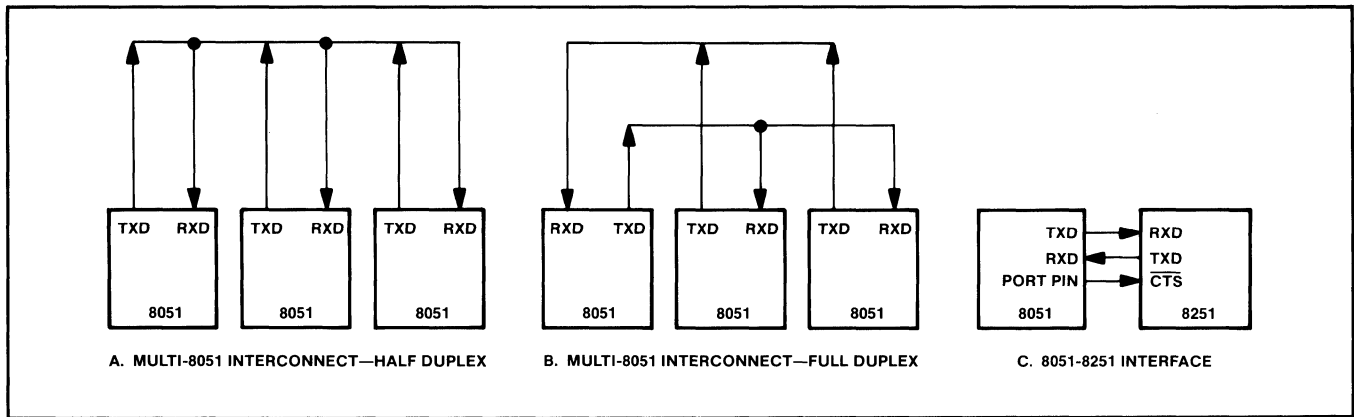 TXD RXD TXD RXD TXD RXD
8051 8051 8051
A. MULTI-8051 INTERCONNECT—HALF DUPLEX
RXD TXD TXD RXD TXD RXD
8051 8051 8051
B. MULTI-8051 INTERCONNECT—FULL DUPLEX
TXD RXD
RXD TXD
PORT PIN C̅T̅S̅
8051 8251
C. 8051-8251 INTERFACE